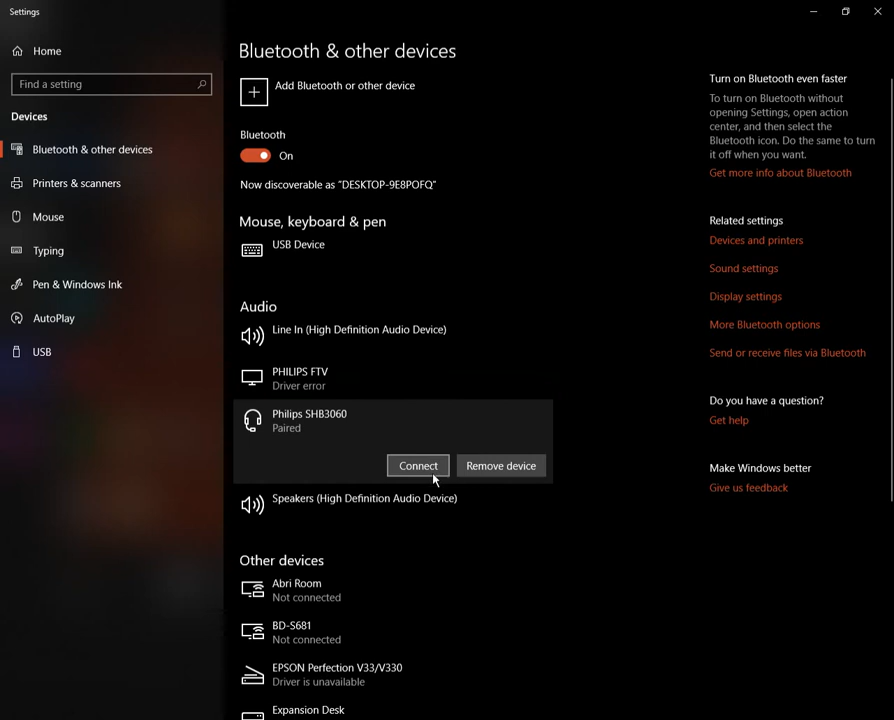 Settings
Home
Find a setting
Devices
Bluetooth & other devices
Printers & scanners
Mouse
Typing
Pen & Windows Ink
AutoPlay
USB
Bluetooth & other devices
Add Bluetooth or other device
Bluetooth
On
Now discoverable as "DESKTOP-9E8POFQ"
Mouse, keyboard & pen
USB Device
Audio
Line In (High Definition Audio Device)
PHILIPS FTV
Driver error
Philips SHB3060
Paired
Connect
Remove device
Speakers (High Definition Audio Device)
Other devices
Abri Room
Not connected
BD-S681
Not connected
EPSON Perfection V33/V330
Driver is unavailable
Expansion Desk
Turn on Bluetooth even faster
To turn on Bluetooth without
opening Settings, open action
center, and then select the
Bluetooth icon. Do the same to turn
it off when you want.
Get more info about Bluetooth
Related settings
Devices and printers
Sound settings
Display settings
More Bluetooth options
Send or receive files via Bluetooth
Do you have a question?
Get help
Make Windows better
Give us feedback